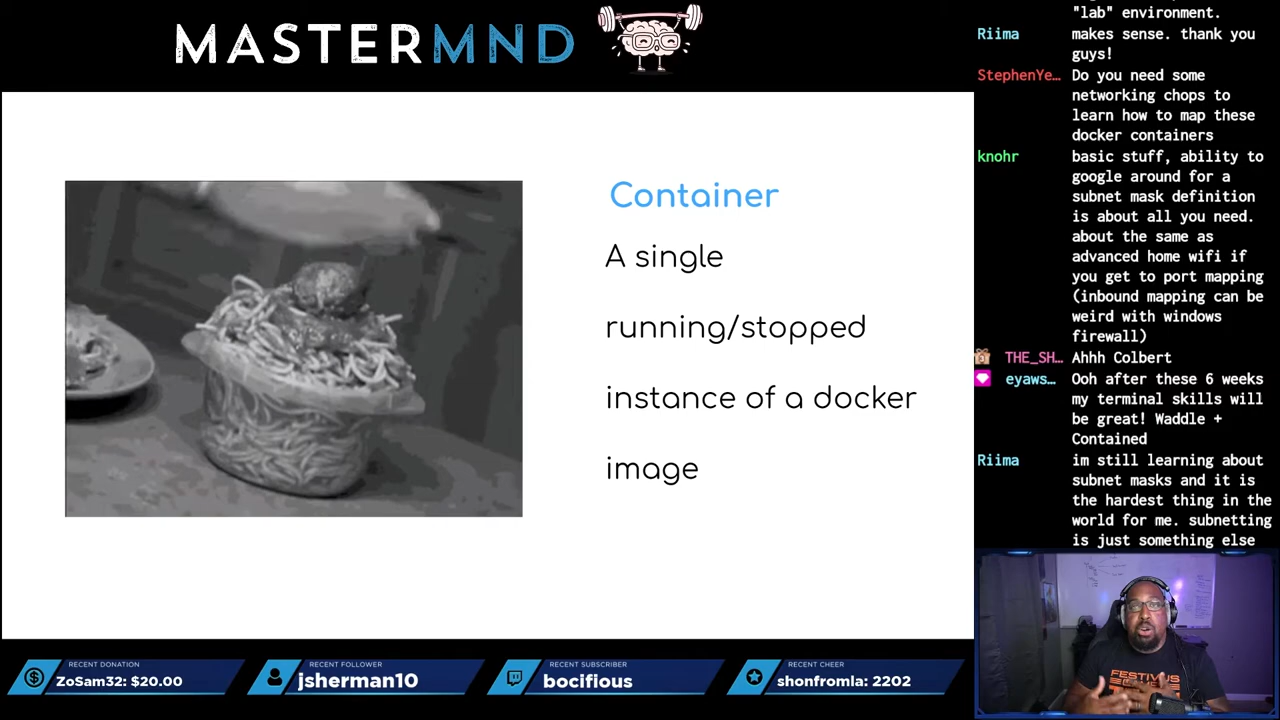 MASTERMND
Container
A single
running/stopped
instance of a docker
image
"lab" environment.
Riima makes sense. thank you
guys!
StephenYe… Do you need some
networking chops to
learn how to map these
docker containers
knohr basic stuff, ability to
google around for a
subnet mask definition
is about all you need.
about the same as
advanced home wifi if
you get to port mapping
(inbound mapping can be
weird with windows
firewall)
THE_SH… Ahhh Colbert
eyaws… Ooh after these 6 weeks
my terminal skills will
be great! Waddle +
Contained
Riima im still learning about
subnet masks and it is
the hardest thing in the
world for me. subnetting
is just something else
RECENT DONATION
ZoSam32: $20.00
RECENT FOLLOWER
jsherman10
RECENT SUBSCRIBER
bocifious
RECENT CHEER
shonfromla: 2202
FESTIVUS